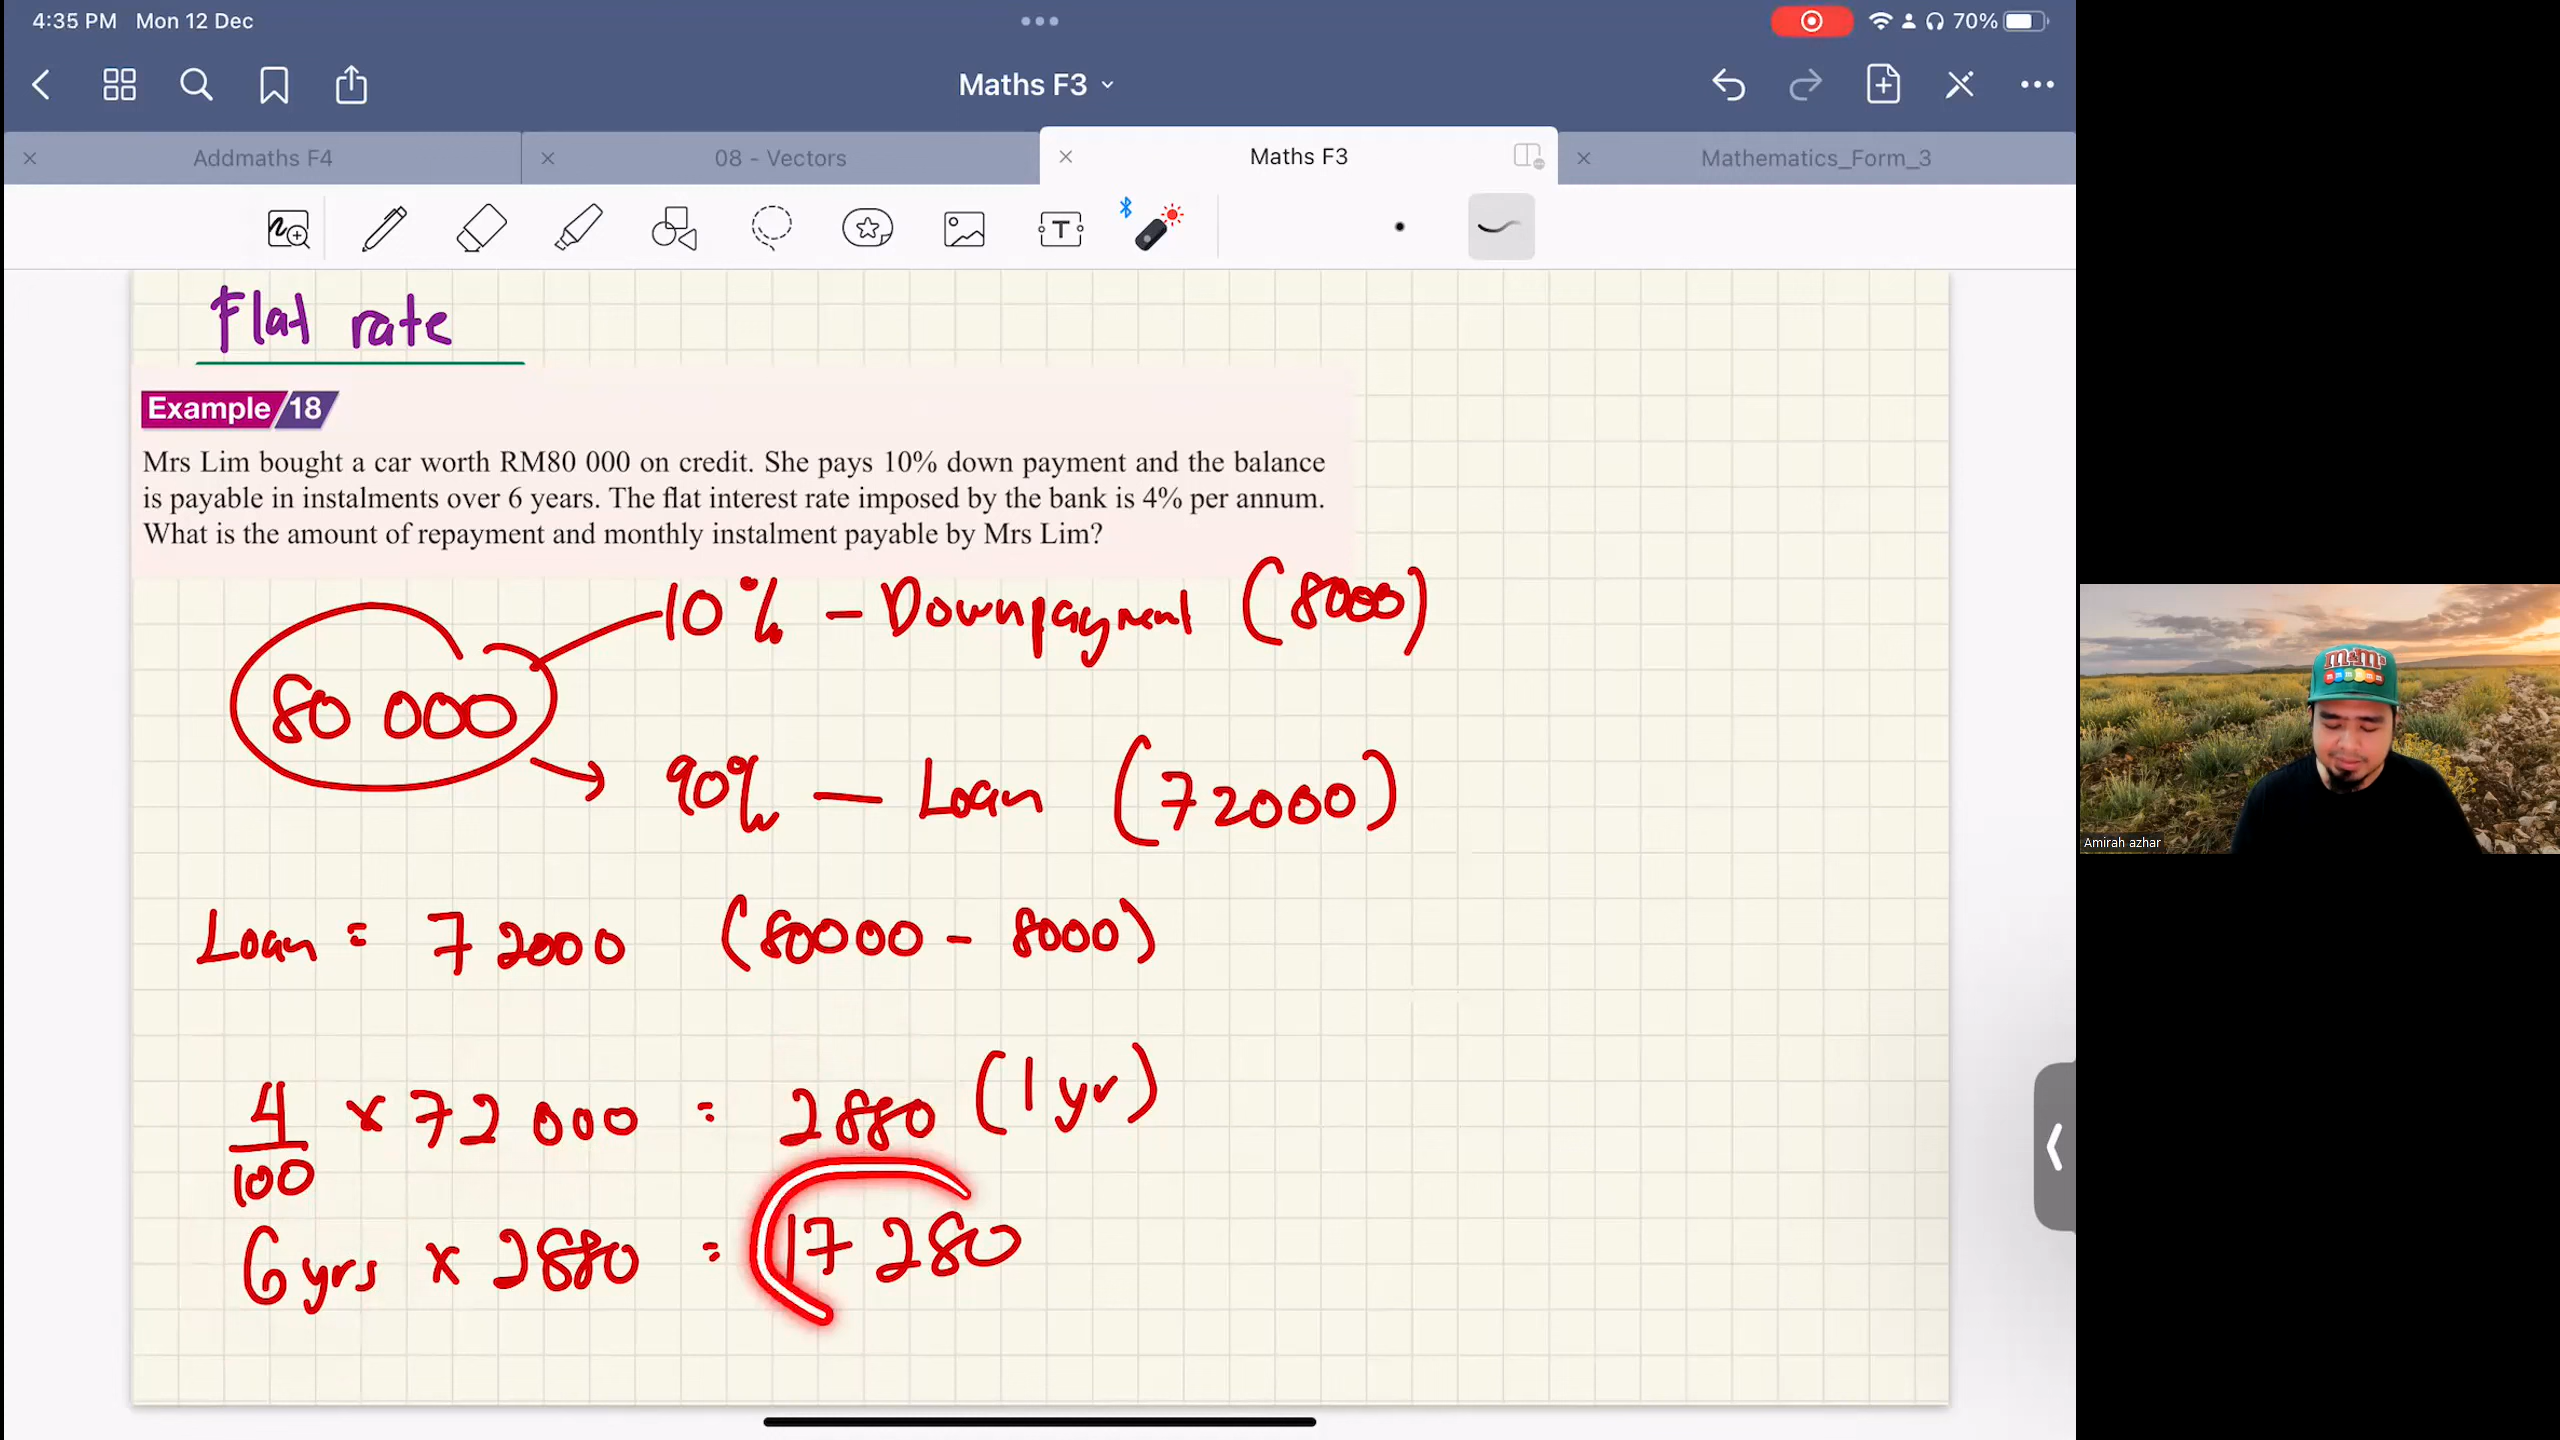 4:35 PM Mon 12 Dec
70%
Maths F3
Addmaths F4
08 - Vectors
Maths F3
Mathematics_Form_3
T
Flat rate
Example 18
Mrs Lim bought a car worth RM80 000 on credit. She pays 10% down payment and the balance
is payable in instalments over 6 years. The flat interest rate imposed by the bank is 4% per annum.
What is the amount of repayment and monthly instalment payable by Mrs Lim?
10% – Downpayment (8000)
80 000
90% — Loan (72000)
m&m's
Amirah azhar
Loan = 72000 (80000 - 8000)
4/100 × 72 000 = 2880 (1 yr)
6 yrs × 2880 = 17 280